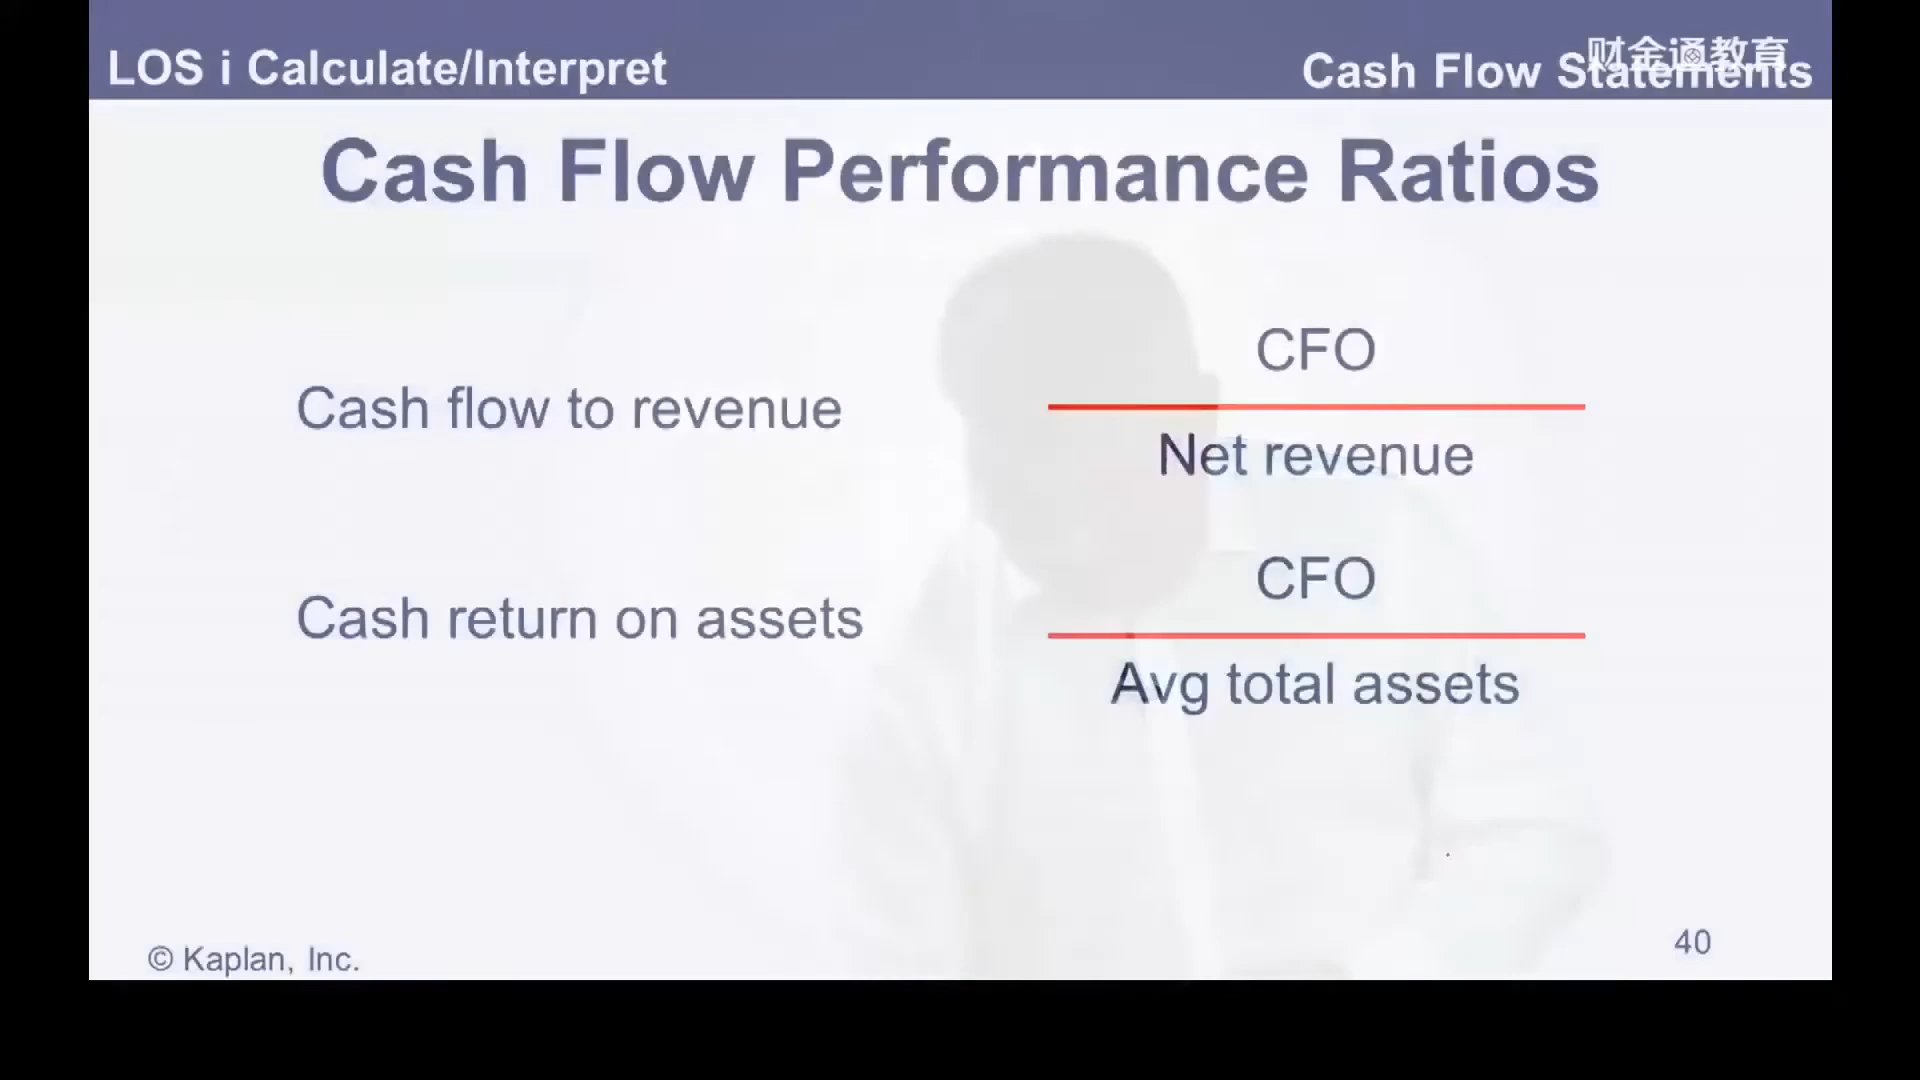 LOS i Calculate/Interpret
Cash Flow Statements
财金通教育
Cash Flow Performance Ratios
Cash flow to revenue
CFO
Net revenue
Cash return on assets
CFO
Avg total assets
© Kaplan, Inc.
40